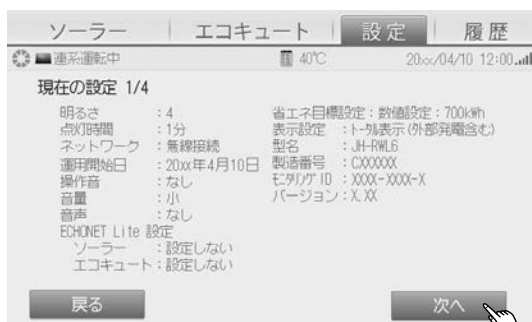 ソーラー エコキュート 設定 履歴
連系運転中 40℃ 20xx/04/10 12:00
現在の設定 1/4
明るさ ：4
点灯時間 ：1分
ネットワーク ：無線接続
運用開始日 ：20xx年4月10日
操作音 ：なし
音量 ：小
音声 ：なし
ECHONET Lite 設定
ソーラー ：設定しない
エコキュート：設定しない
省エネ目標設定：数値設定：700kWh
表示設定 ：トータル表示(外部発電含む)
型名 ：JH-RWL6
製造番号 ：CXXXXXX
モニタリング ID ：XXXX-XXXX-X
バージョン：X.XX
戻る 次へ